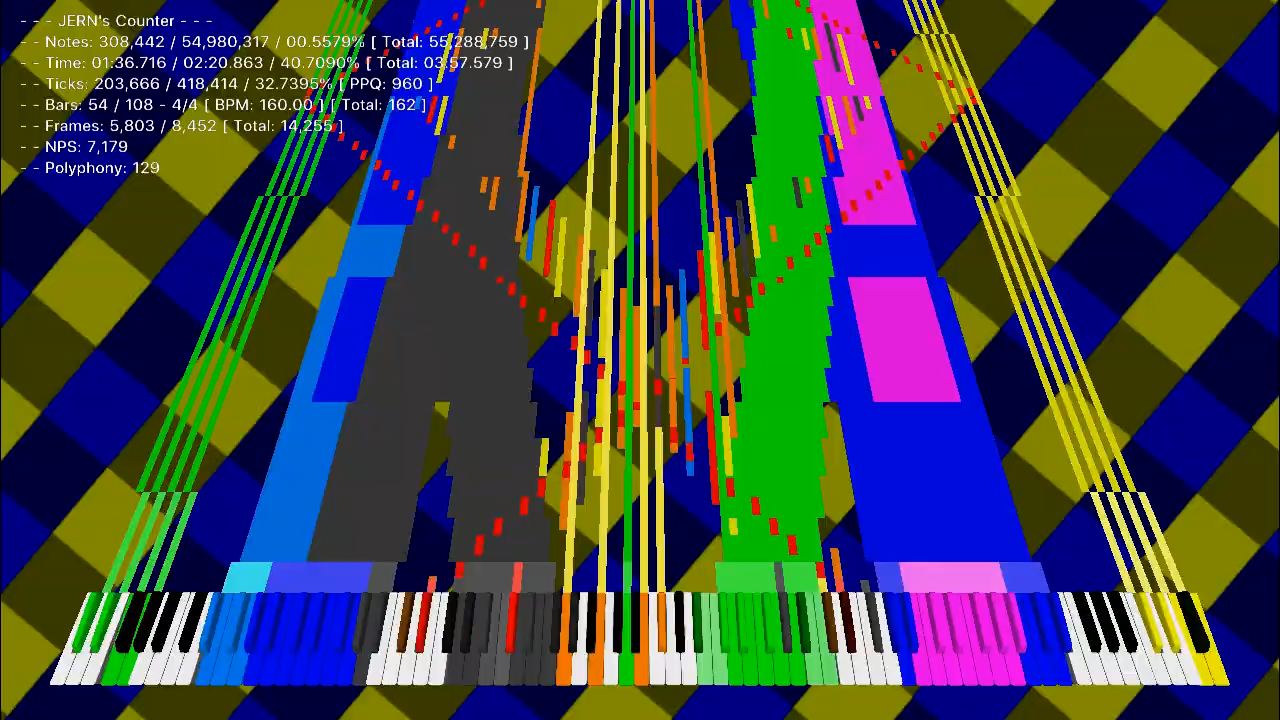 - - - JERN's Counter - - -
- - Notes: 308,442 / 54,980,317 / 00.5579% [ Total: 55,288,759 ]
- - Time: 01:36.716 / 02:20.863 / 40.7090% [ Total: 03:57.579 ]
- - Ticks: 203,666 / 418,414 / 32.7395% [ PPQ: 960 ]
- - Bars: 54 / 108 - 4/4 [ BPM: 160.00 ] [ Total: 162 ]
- - Frames: 5,803 / 8,452 [ Total: 14,255 ]
- - NPS: 7,179
- - Polyphony: 129